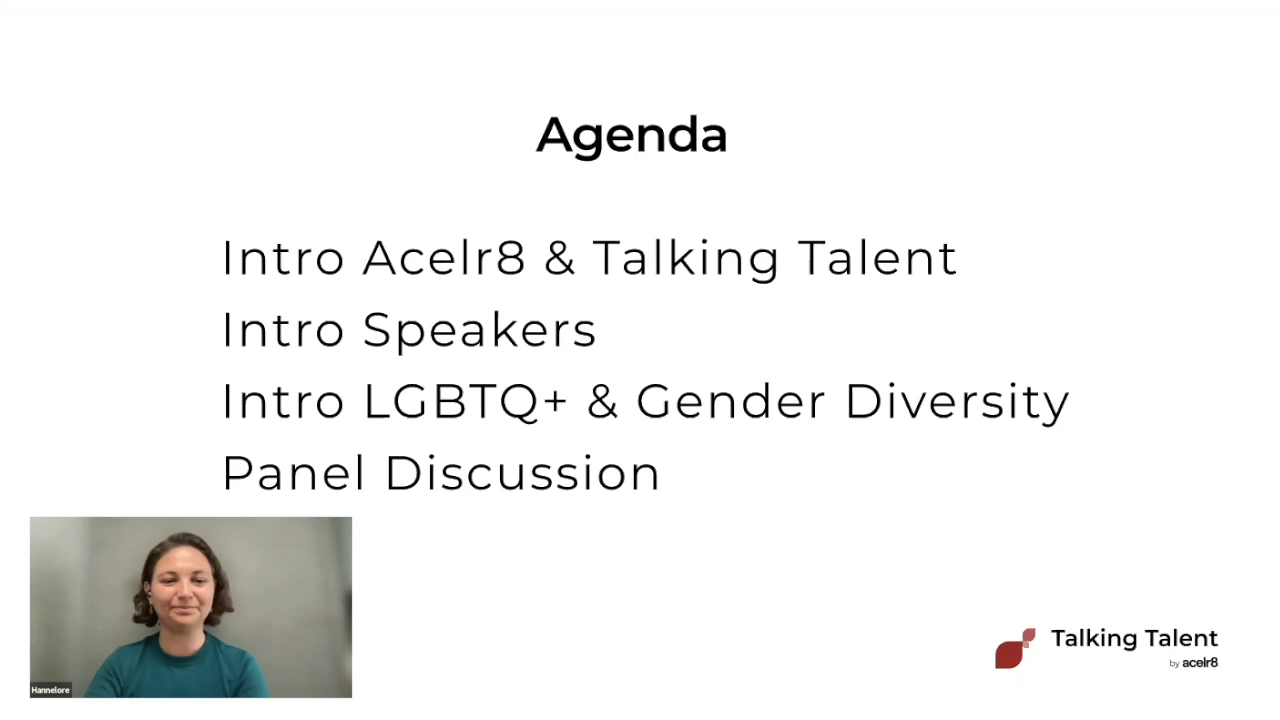 Agenda
Intro Acelr8 & Talking Talent
Intro Speakers
Intro LGBTQ+ & Gender Diversity
Panel Discussion
Hannelore
Talking Talent
by acelr8